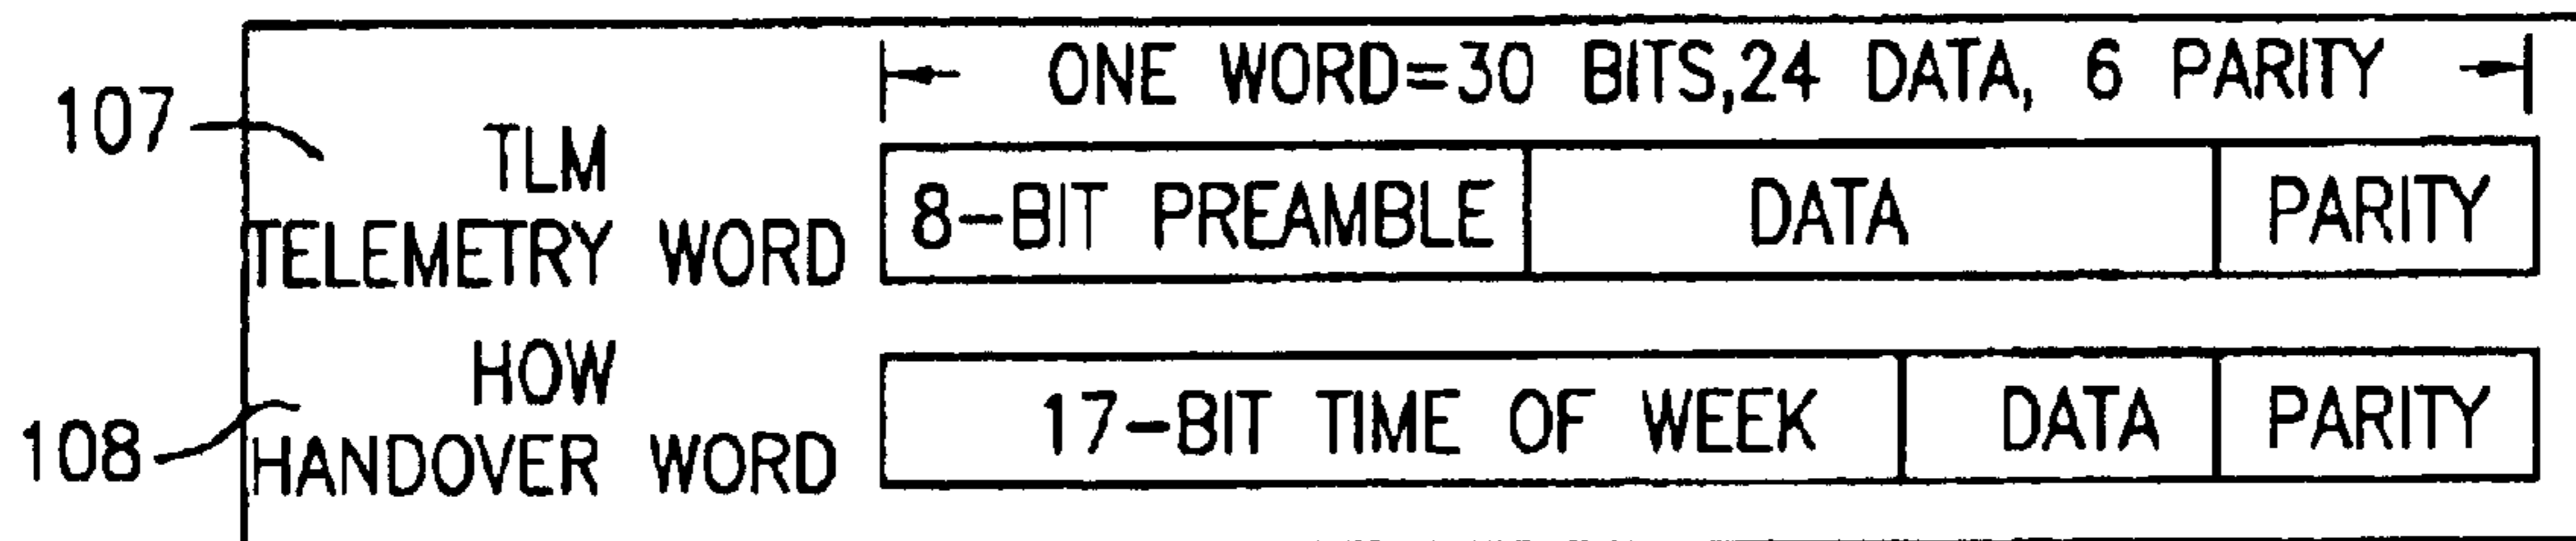 ONE WORD=30 BITS,24 DATA, 6 PARITY
107
TLM
TELEMETRY WORD
8-BIT PREAMBLE DATA PARITY
HOW
108
HANDOVER WORD
17-BIT TIME OF WEEK DATA PARITY